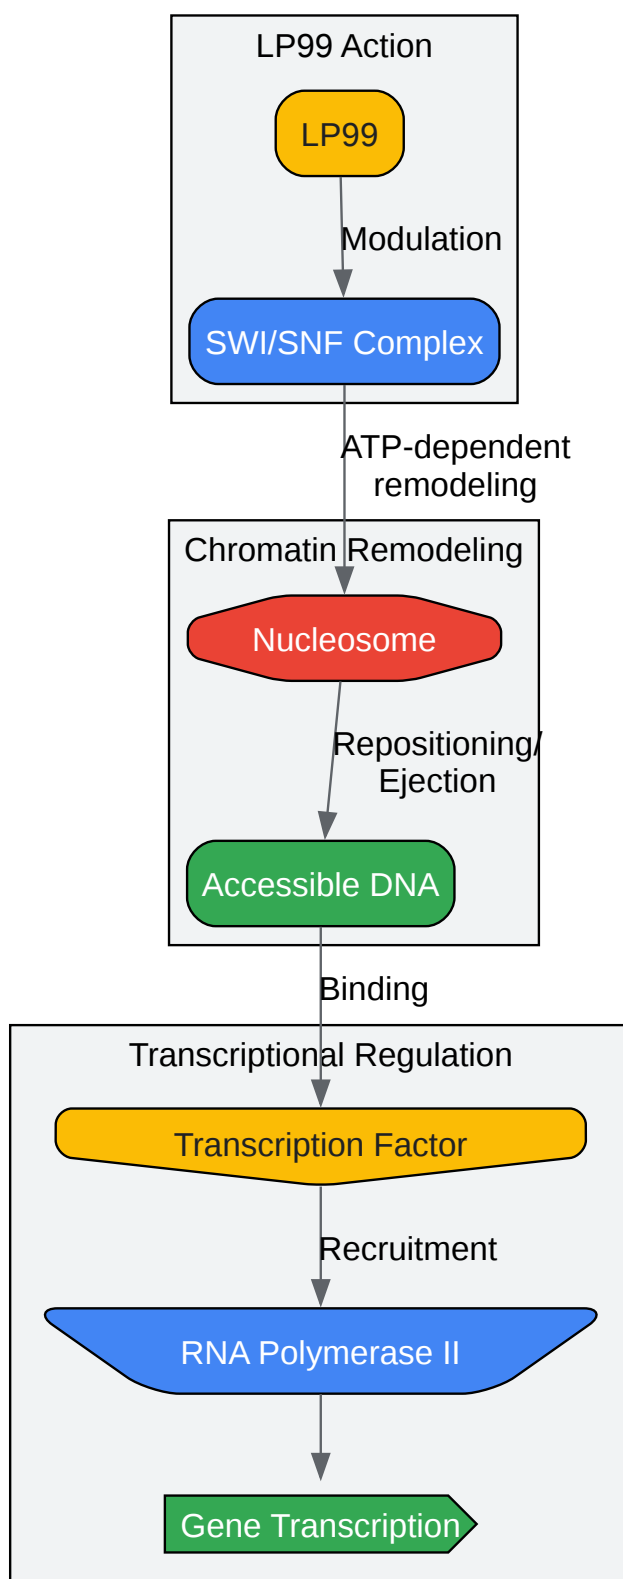 LP99 Action
LP99
Modulation
SWI/SNF Complex
ATP-dependent
remodeling
Chromatin Remodeling
Nucleosome
Repositioning/
Ejection
Accessible DNA
Binding
Transcriptional Regulation
Transcription Factor
Recruitment
RNA Polymerase II
Gene Transcription